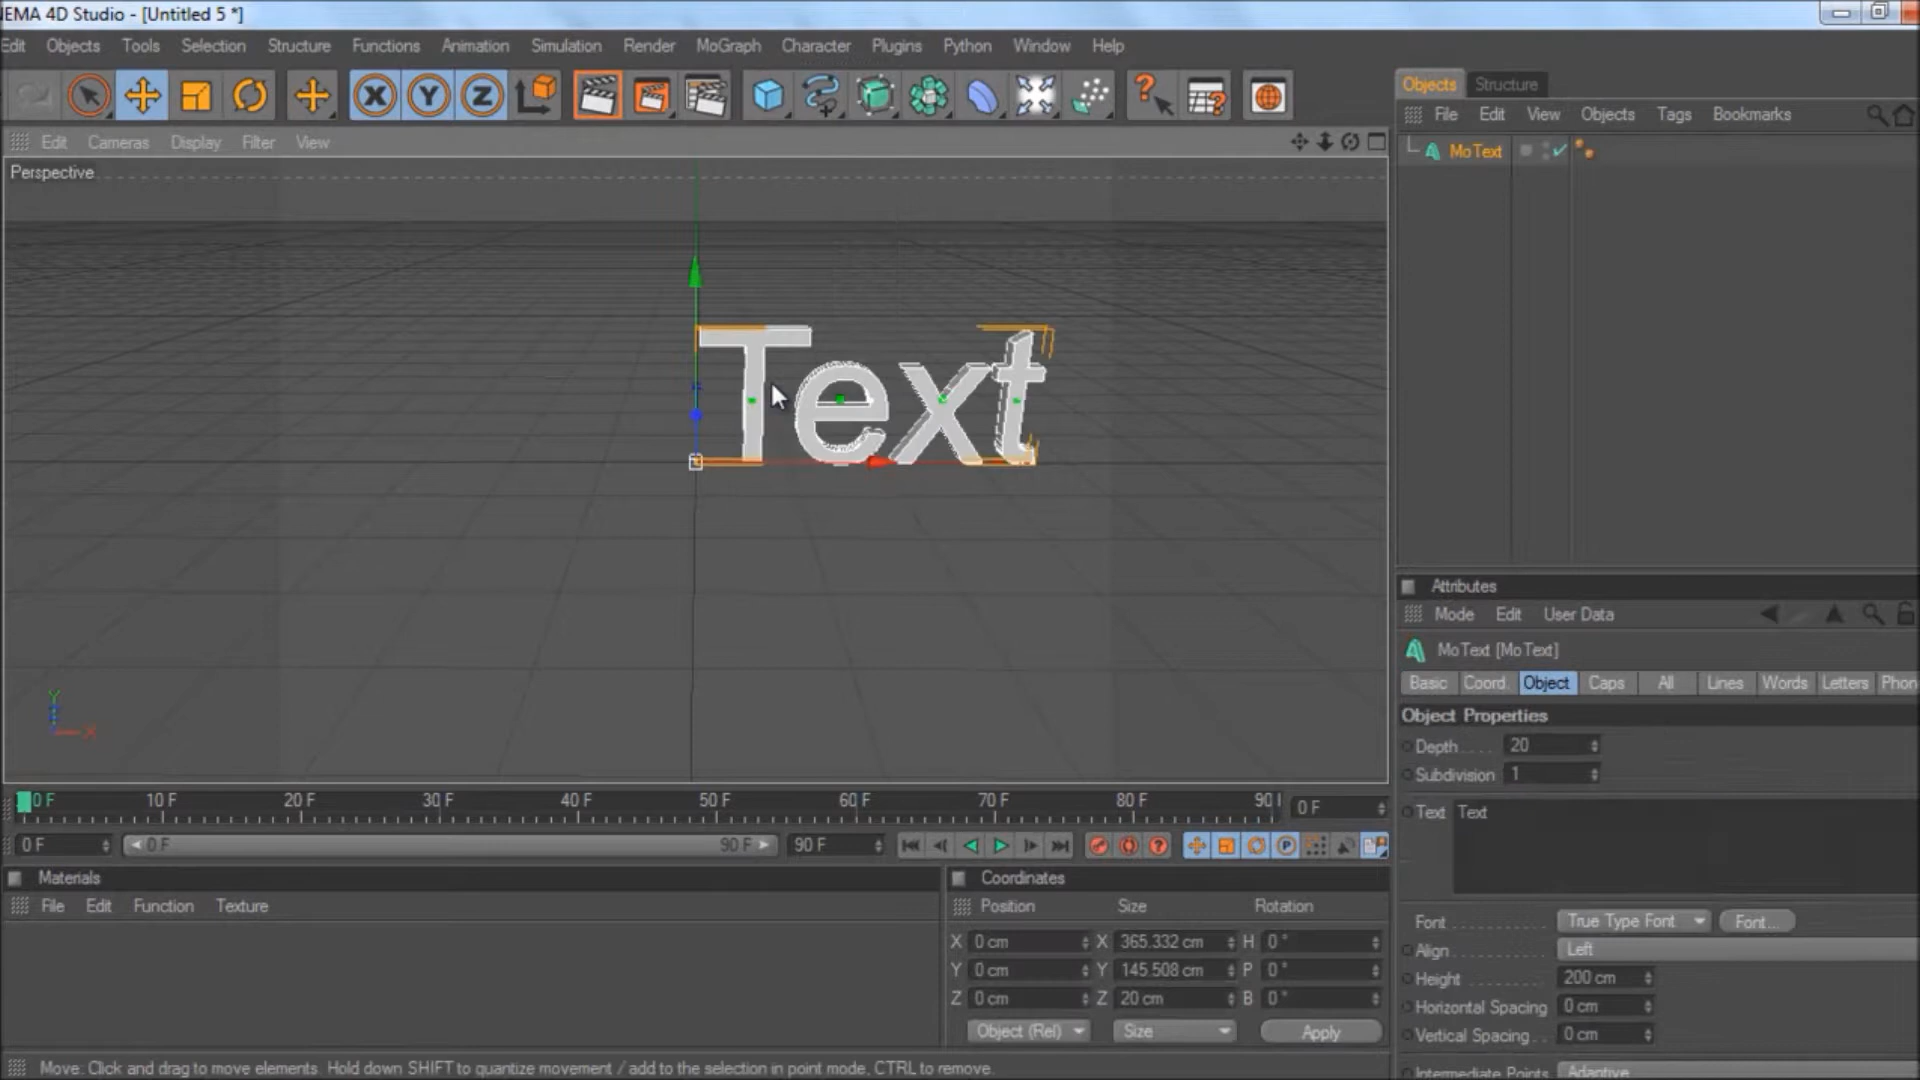 NEMA 4D Studio - [Untitled 5 *]
Edit Objects Tools Selection Structure Functions Animation Simulation Render MoGraph Character Plugins Python Window Help
X Y Z
Edit Cameras Display Filter View
Perspective
Text
Y
X
0 F 10 F 20 F 30 F 40 F 50 F 60 F 70 F 80 F 90 0 F
0 F 0 F 90 F 90 F
Materials
File Edit Function Texture
Coordinates
Position Size Rotation
X 0 cm X 365.332 cm H 0 °
Y 0 cm Y 145.508 cm P 0 °
Z 0 cm Z 20 cm B 0 °
Object (Rel) Size Apply
Move: Click and drag to move elements. Hold down SHIFT to quantize movement / add to the selection in point mode, CTRL to remove.
Objects Structure
File Edit View Objects Tags Bookmarks
MoText
Attributes
Mode Edit User Data
MoText [MoText]
Basic Coord. Object Caps All Lines Words Letters Phon
Object Properties
Depth 20
Subdivision 1
Text Text
Font True Type Font Font...
Align Left
Height 200 cm
Horizontal Spacing 0 cm
Vertical Spacing 0 cm
Intermediate Points Adaptive